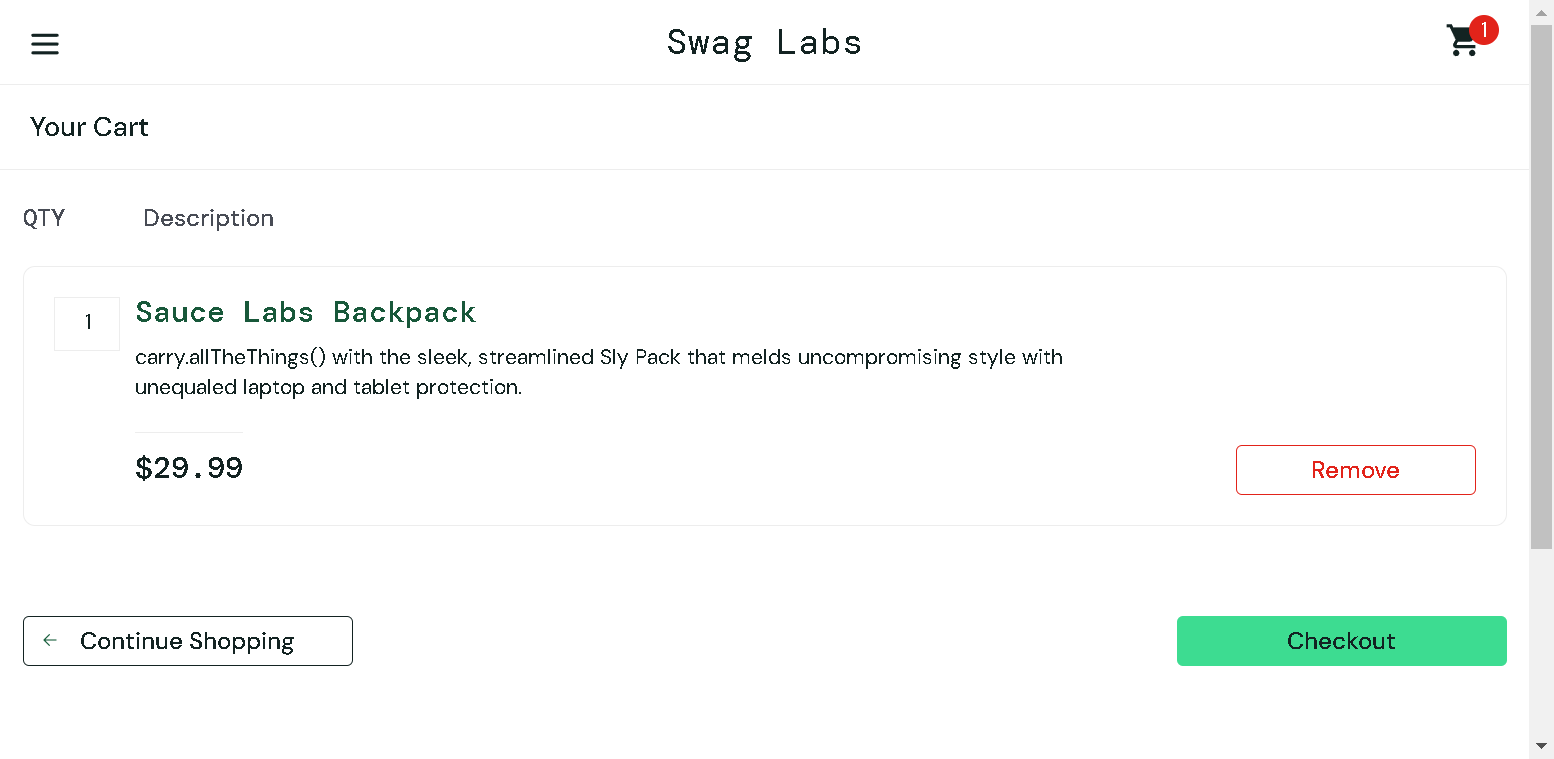 Swag Labs
1
Your Cart
QTY Description
1
Sauce Labs Backpack
carry.allTheThings() with the sleek, streamlined Sly Pack that melds uncompromising style with
unequaled laptop and tablet protection.
$29.99
Remove
Continue Shopping
Checkout